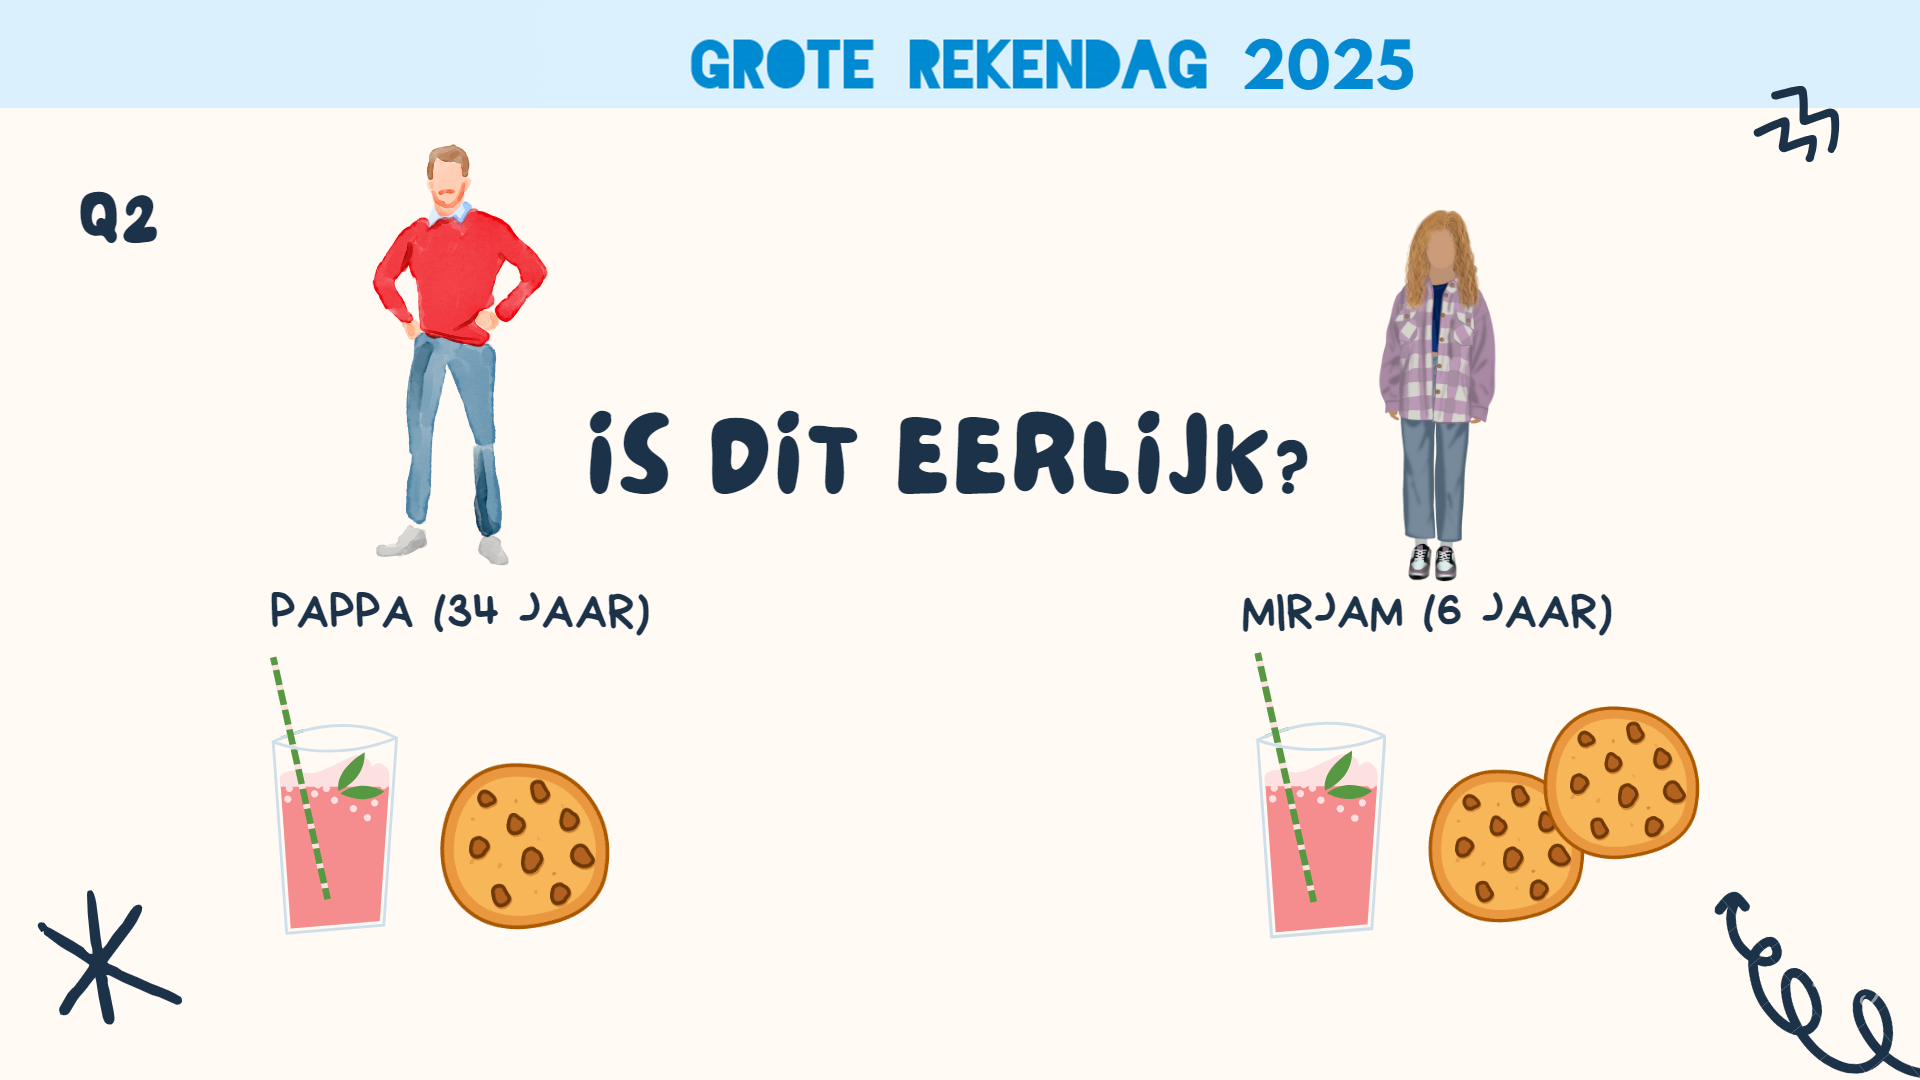 GROTE REKENDAG 2025
Q2
iS DiT EERLiJK?
PAPPA (34 JAAR)
MIRJAM (6 JAAR)